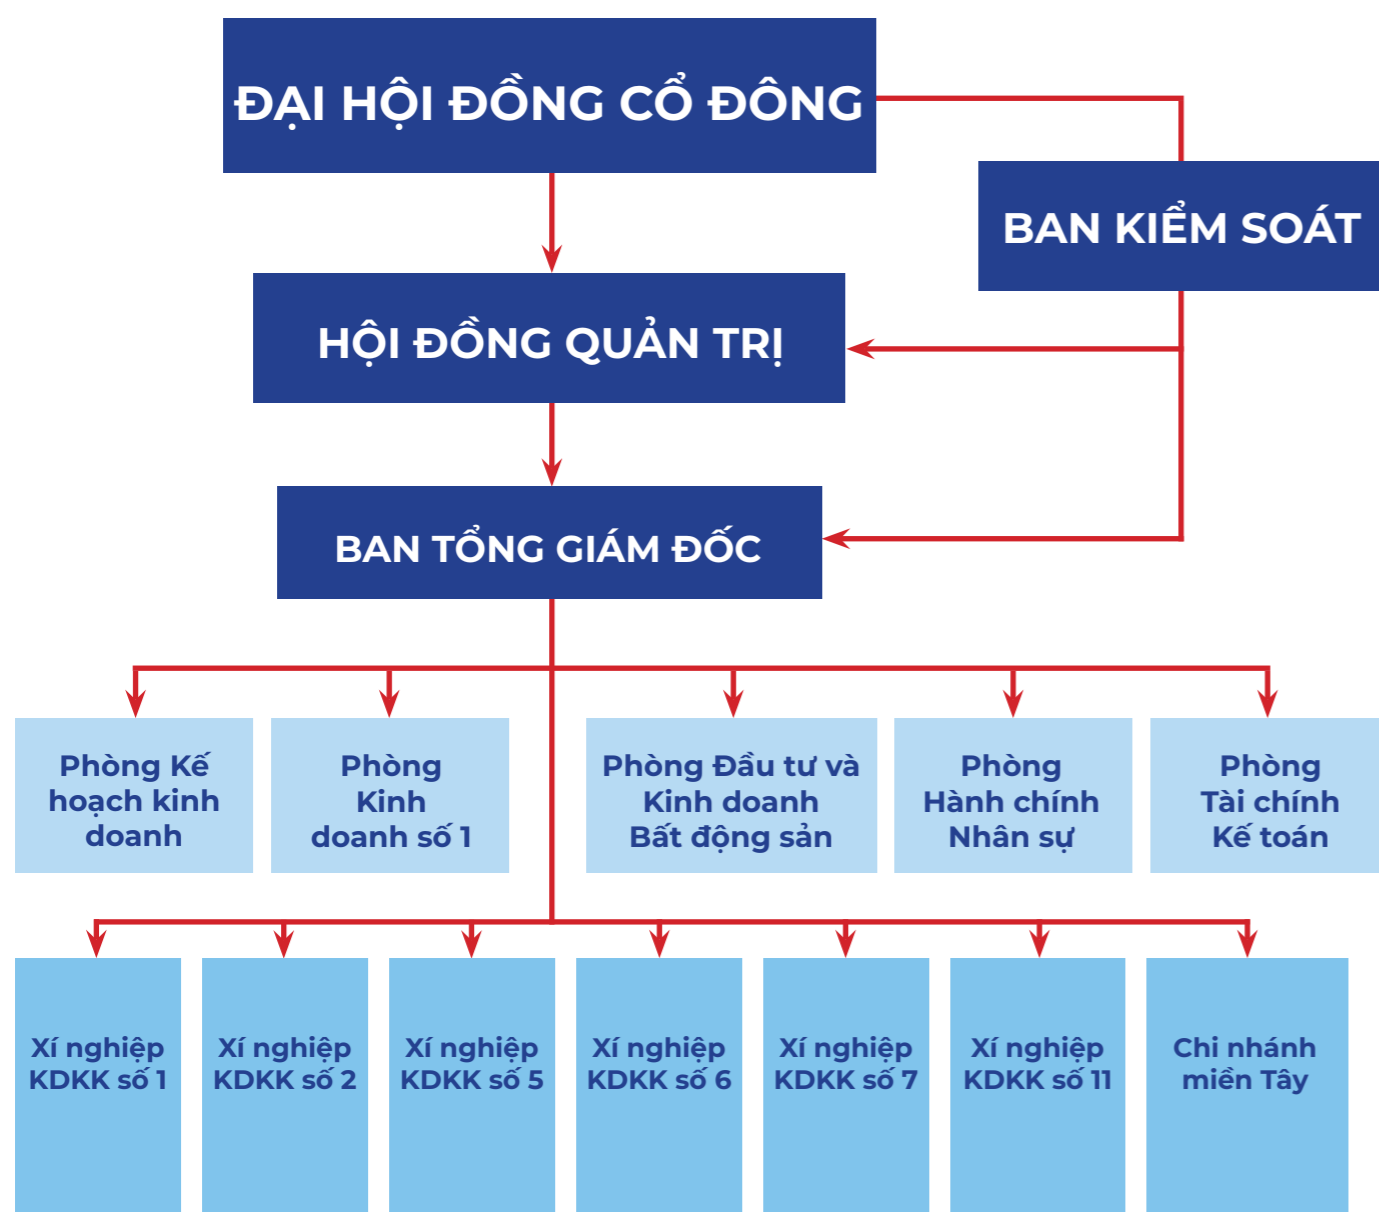 ĐẠI HỘI ĐỒNG CỔ ĐÔNG
BAN KIỂM SOÁT
HỘI ĐỒNG QUẢN TRỊ
BAN TỔNG GIÁM ĐỐC
Phòng Kế
hoạch kinh
doanh
Phòng
Kinh
doanh số 1
Phòng Đầu tư và
Kinh doanh
Bất động sản
Phòng
Hành chính
Nhân sự
Phòng
Tài chính
Kế toán
Xí nghiệp
KDKK số 1
Xí nghiệp
KDKK số 2
Xí nghiệp
KDKK số 5
Xí nghiệp
KDKK số 6
Xí nghiệp
KDKK số 7
Xí nghiệp
KDKK số 11
Chi nhánh
miền Tây